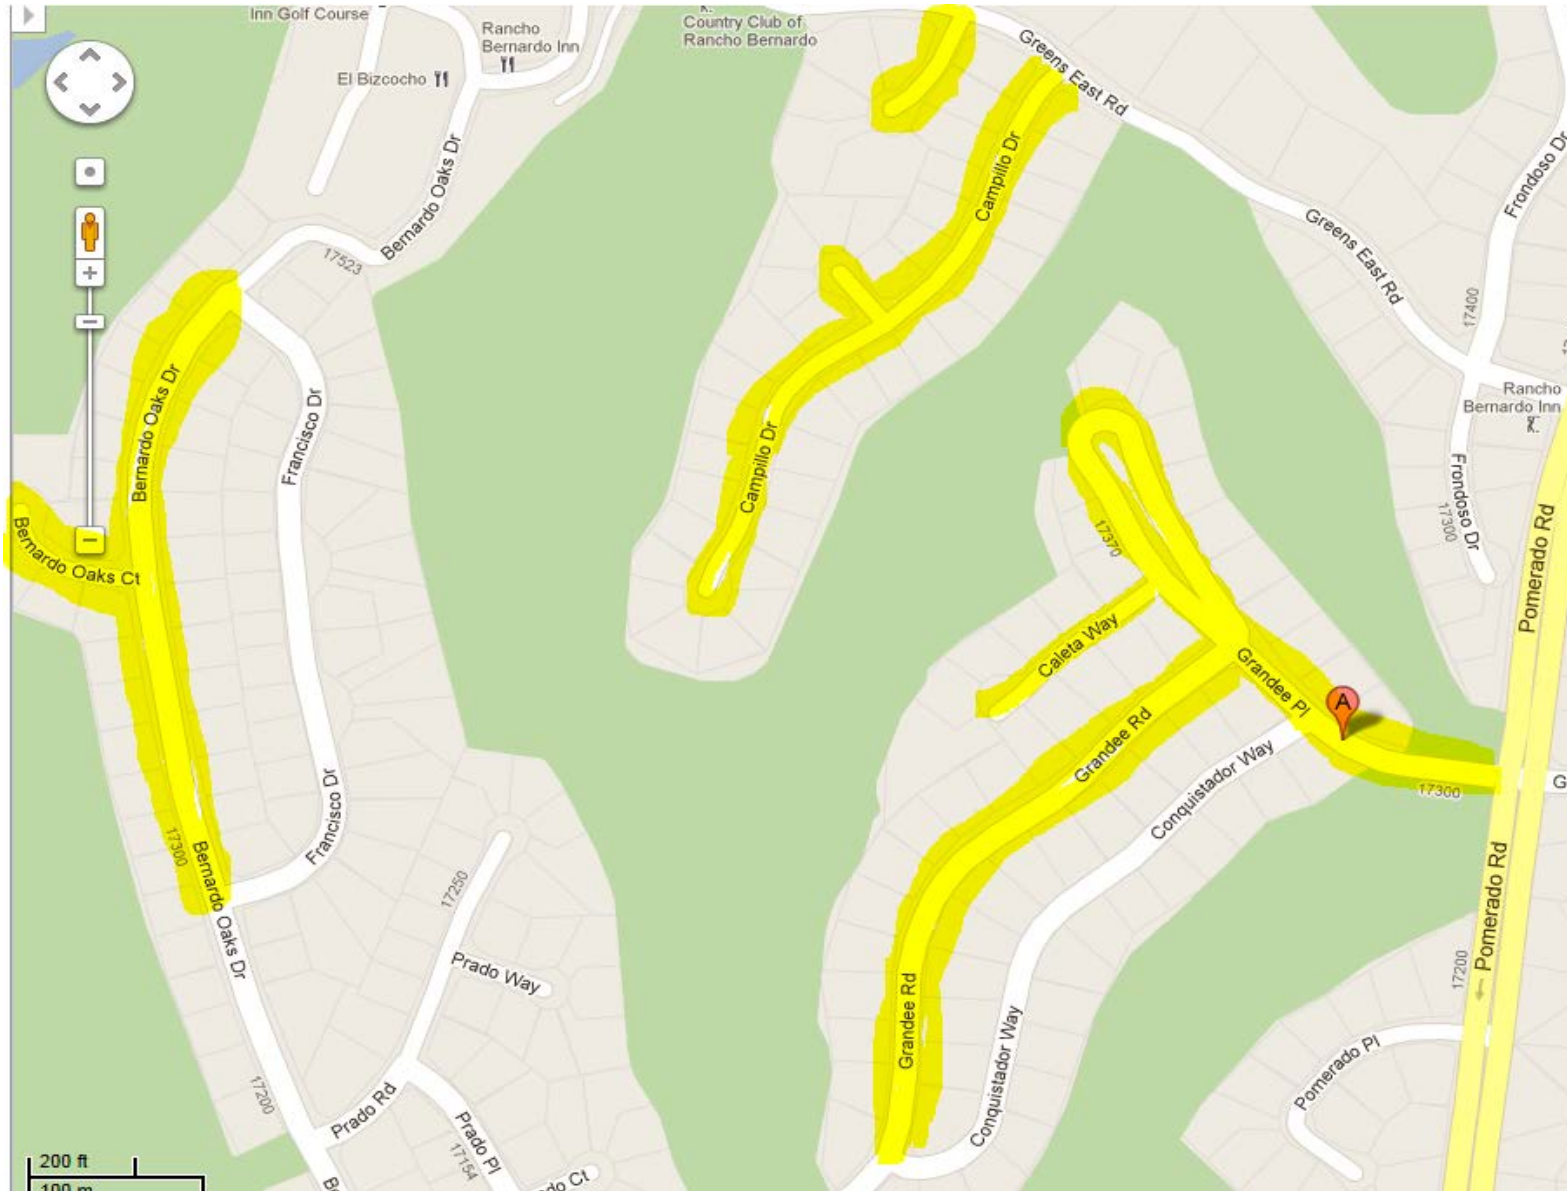 Inn Golf Course
Rancho
Bernardo Inn
El Bizcocho
Country Club of
Rancho Bernardo
Greens East Rd
Bernardo Oaks Dr
17523
Campillo Dr
Frondoso Dr
Greens East Rd
17400
Rancho
Bernardo Inn
Bernardo Oaks Dr
Francisco Dr
Campillo Dr
Frondoso Dr
17300
Pomerado Rd
Bernardo Oaks Ct
17370
Caleta Way
Grandee Pl
A
Grandee Rd
Conquistador Way
17300
G
Francisco Dr
17300
Bernardo Oaks Dr
17250
Pomerado Rd
17200
Prado Way
Grandee Rd
Conquistador Way
Pomerado Pl
17200
Prado Rd
Prado Pl
17154
do Ct
B
200 ft
100 m